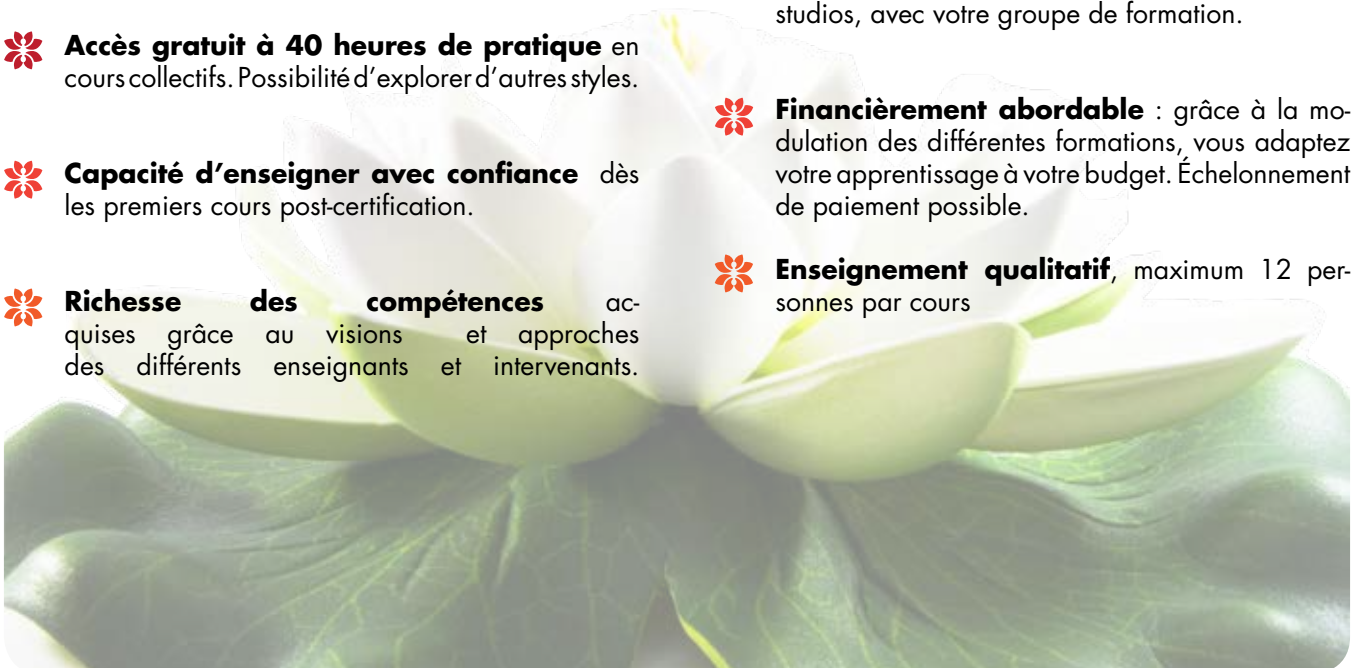 Accès gratuit à 40 heures de pratique en
cours collectifs. Possibilité d'explorer d'autres styles.
Capacité d'enseigner avec confiance dès
les premiers cours post-certification.
Richesse des compétences ac-
quises grâce au visions et approches
des différents enseignants et intervenants.
studios, avec votre groupe de formation.
Financièrement abordable : grâce à la mo-
dulation des différentes formations, vous adaptez
votre apprentissage à votre budget. Échelonnement
de paiement possible.
Enseignement qualitatif, maximum 12 per-
sonnes par cours